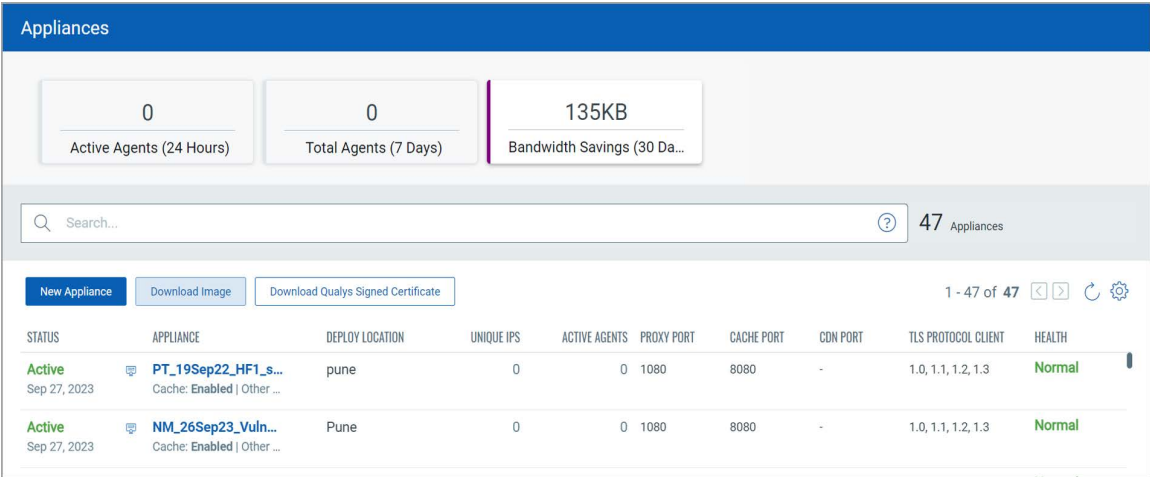 Appliances
0
Active Agents (24 Hours)
0
Total Agents (7 Days)
135KB
Bandwidth Savings (30 Da...
Search...
47 Appliances
New Appliance Download Image Download Qualys Signed Certificate 1 - 47 of 47
STATUS APPLIANCE DEPLOY LOCATION UNIQUE IPS ACTIVE AGENTS PROXY PORT CACHE PORT CDN PORT TLS PROTOCOL CLIENT HEALTH
Active PT_19Sep22_HF1_s... pune 0 0 1080 8080 - 1.0, 1.1, 1.2, 1.3 Normal
Sep 27, 2023 Cache: Enabled | Other ...
Active NM_26Sep23_Vuln... Pune 0 0 1080 8080 - 1.0, 1.1, 1.2, 1.3 Normal
Sep 27, 2023 Cache: Enabled | Other ...